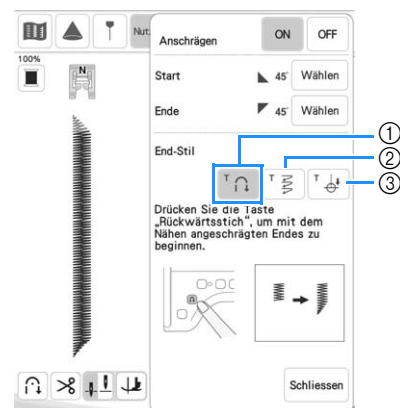 Nut
Anschrägen
ON
OFF
100%
N
Start
45°
Wählen
Ende
45°
Wählen
End-Stil
T
T
T
①
②
③
Drücken Sie die Taste
„Rückwärtsstich“, um mit dem
Nähen angeschrägten Endes zu
beginnen.
Schliessen